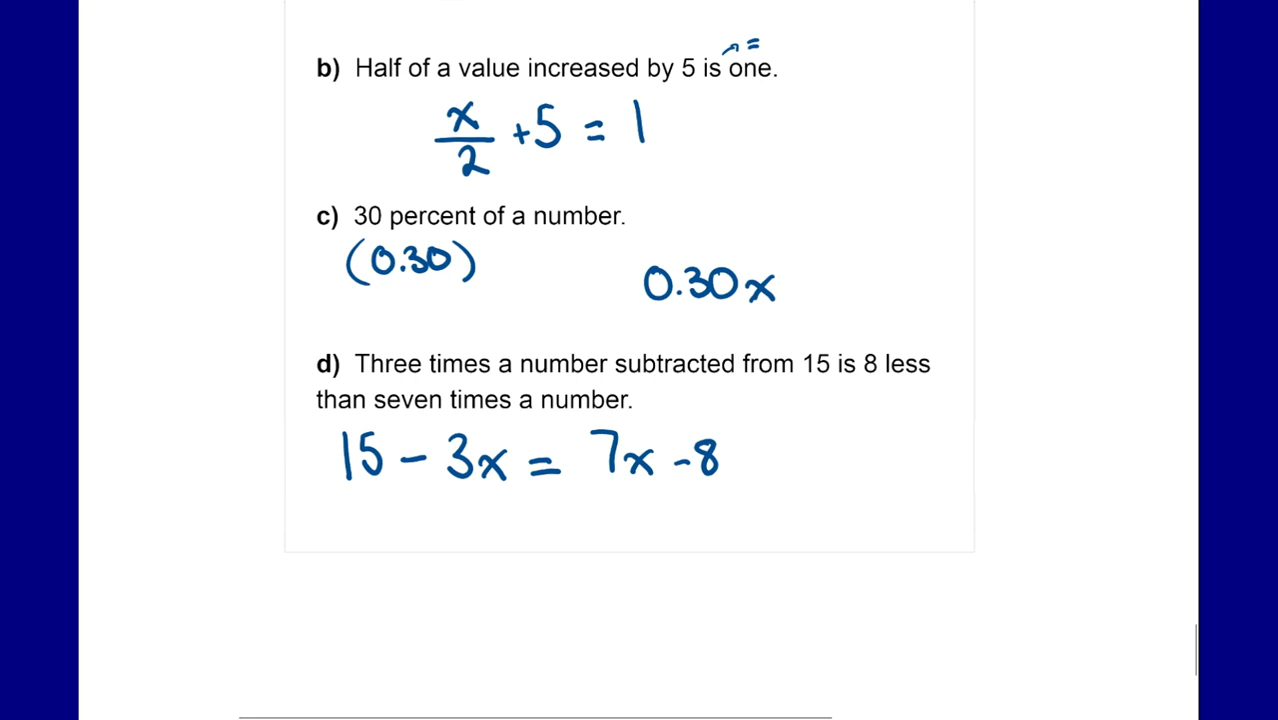 =
b) Half of a value increased by 5 is one.
x/2 +5 = 1
c) 30 percent of a number.
(0.30)
0.30x
d) Three times a number subtracted from 15 is 8 less
than seven times a number.
15 - 3x = 7x -8